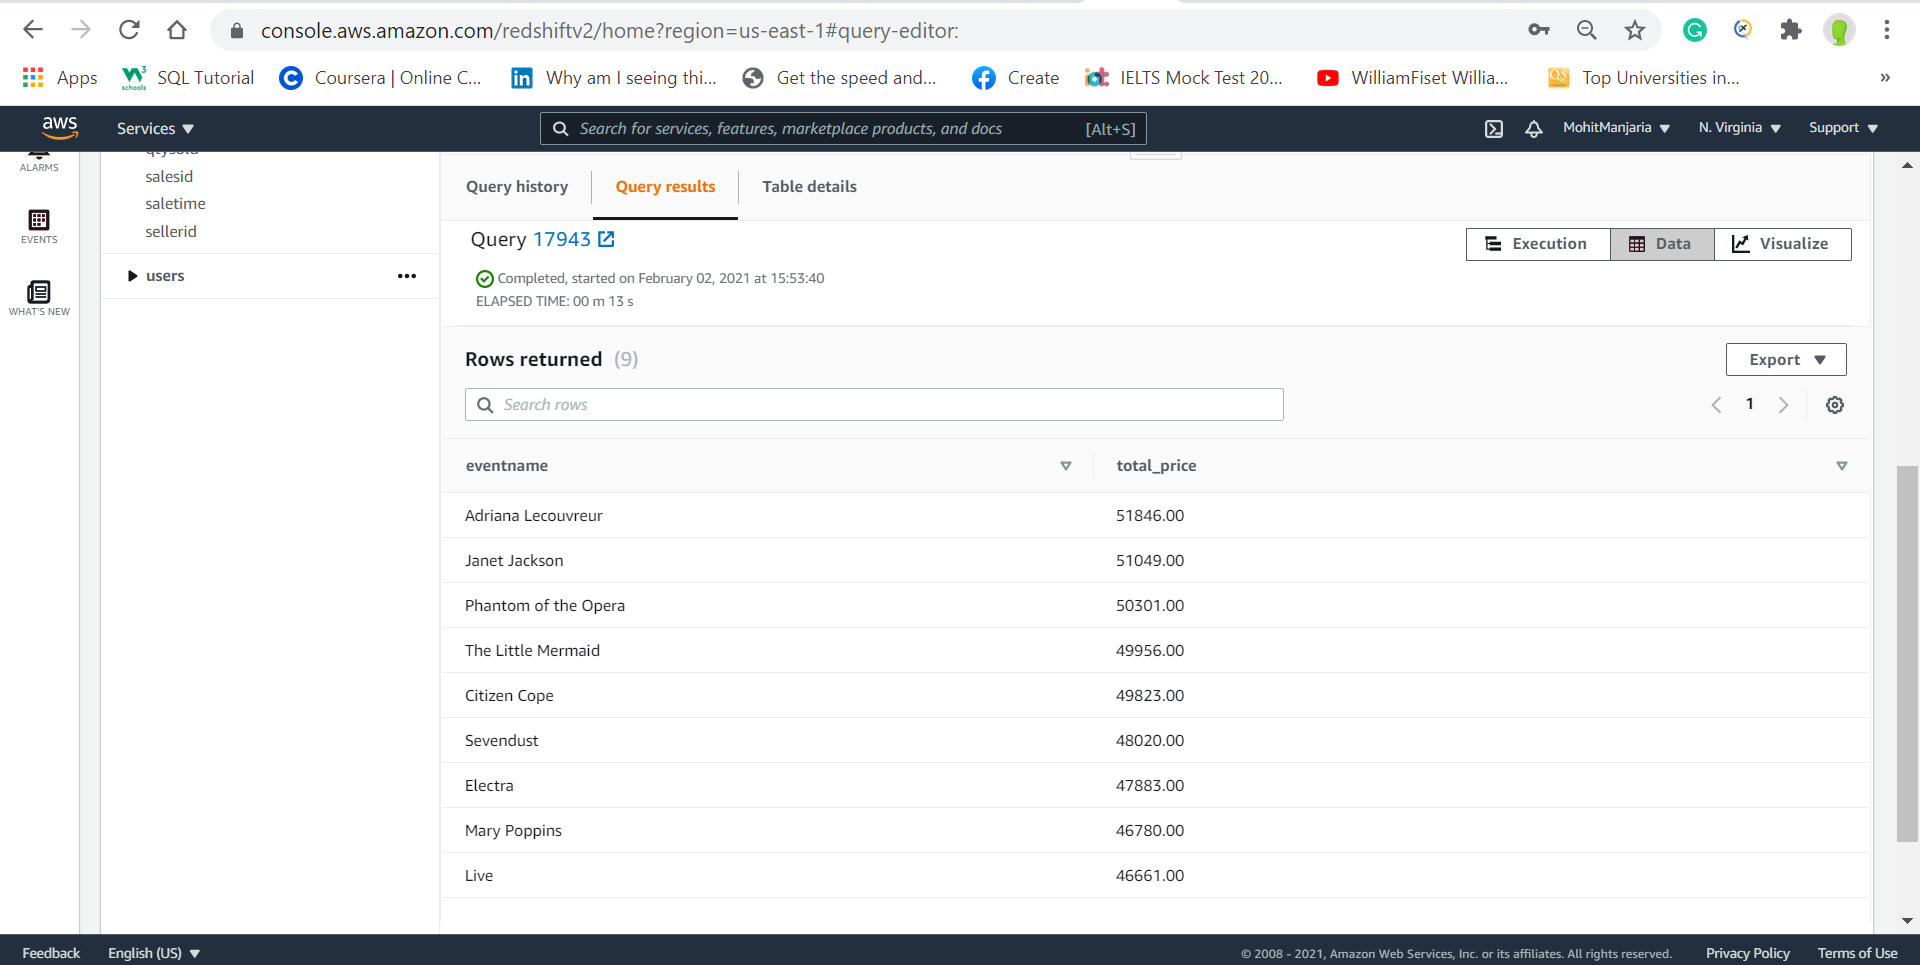 console.aws.amazon.com/redshiftv2/home?region=us-east-1#query-editor:
Apps W3 schools SQL Tutorial Coursera | Online C... Why am I seeing thi... Get the speed and... Create IELTS Mock Test 20... WilliamFiset Willia... QS Top Universities in... »
aws Services Search for services, features, marketplace products, and docs [Alt+S] MohitManjaria N. Virginia Support
ALARMS
EVENTS
WHAT'S NEW
qtysold
salesid
saletime
sellerid
users
Query history Query results Table details
Query 17943
Execution Data Visualize
Completed, started on February 02, 2021 at 15:53:40
ELAPSED TIME: 00 m 13 s
Rows returned (9)
Export
Search rows
1
eventname total_price
Adriana Lecouvreur 51846.00
Janet Jackson 51049.00
Phantom of the Opera 50301.00
The Little Mermaid 49956.00
Citizen Cope 49823.00
Sevendust 48020.00
Electra 47883.00
Mary Poppins 46780.00
Live 46661.00
Feedback English (US) © 2008 - 2021, Amazon Web Services, Inc. or its affiliates. All rights reserved. Privacy Policy Terms of Use